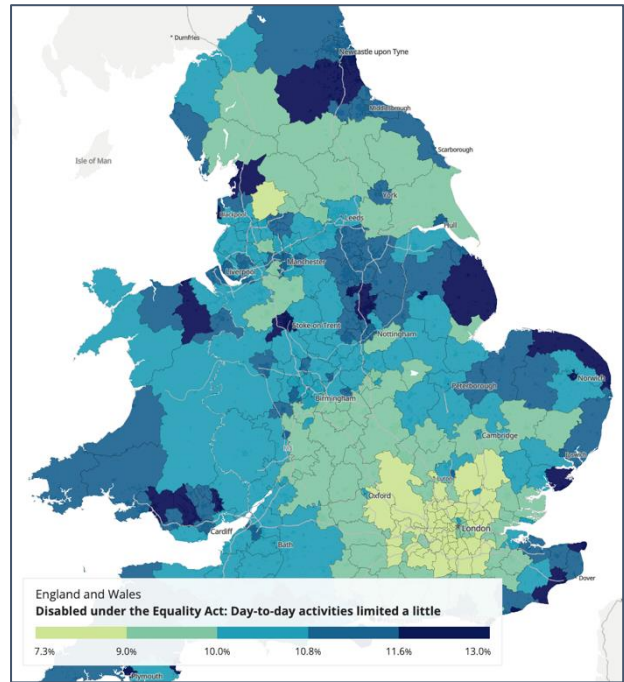 Dumfries
Newcastle upon Tyne
Middlesbrough
Isle of Man
Scarborough
York
Blackpool
Leeds
Hull
Manchester
Liverpool
Stoke-on-Trent
Nottingham
Norwich
Peterborough
Birmingham
Cambridge
Ipswich
Luton
Oxford
London
Cardiff
Bath
Dover
England and Wales
Disabled under the Equality Act: Day-to-day activities limited a little
7.3% 9.0% 10.0% 10.8% 11.6% 13.0%
Plymouth